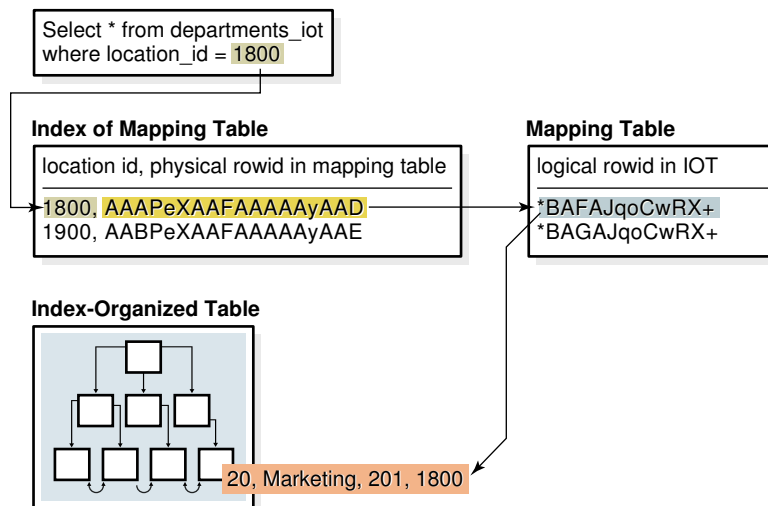 Select * from departments_iot
where location_id = 1800
Index of Mapping Table
location id, physical rowid in mapping table
1800, AAAPeXAAFAAAAAyAAD
1900, AABPeXAAFAAAAAyAAE
Mapping Table
logical rowid in IOT
*BAFAJqoCwRX+
*BAGAJqoCwRX+
Index-Organized Table
20, Marketing, 201, 1800